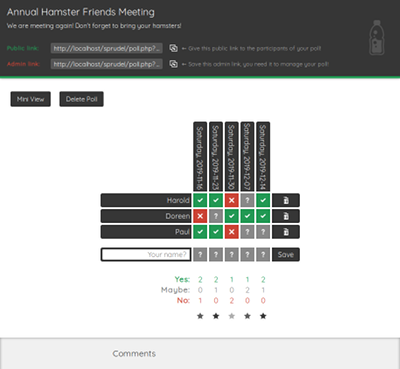 Annual Hamster Friends Meeting
We are meeting again! Don't forget to bring your hamsters!
Public link: http://localhost/sprudel/poll.php?... ← Give this public link to the participants of your poll!
Admin link: http://localhost/sprudel/poll.php?... ← Save this admin link, you need it to manage your poll!
Mini View Delete Poll
Saturday, 2019-11-16
Saturday, 2019-11-23
Saturday, 2019-11-30
Saturday, 2019-12-07
Saturday, 2019-12-14
Harold ?
Doreen ?
Paul ? ?
Your name? ? ? ? ? ? Save
Yes: 2 2 1 1 2
Maybe: 0 1 0 2 1
No: 1 0 2 0 0
Comments